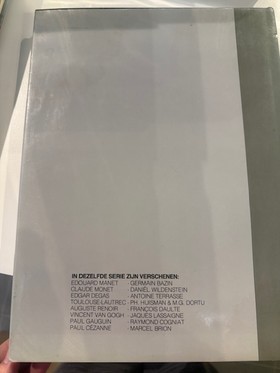 IN DEZELFDE SERIE ZIJN VERSCHENEN:
EDOUARD MANET - GERMAIN BAZIN
CLAUDE MONET - DANIËL WILDENSTEIN
EDGAR DEGAS - ANTOINE TERRASSE
TOULOUSE-LAUTREC - PH. HUISMAN & M.G. DORTU
AUGUSTE RENOIR - FRANÇOIS DAULTE
VINCENT VAN GOGH - JAQUES LASSAIGNE
PAUL GAUGUIN - RAYMOND COGNIAT
PAUL CÉZANNE - MARCEL BRION